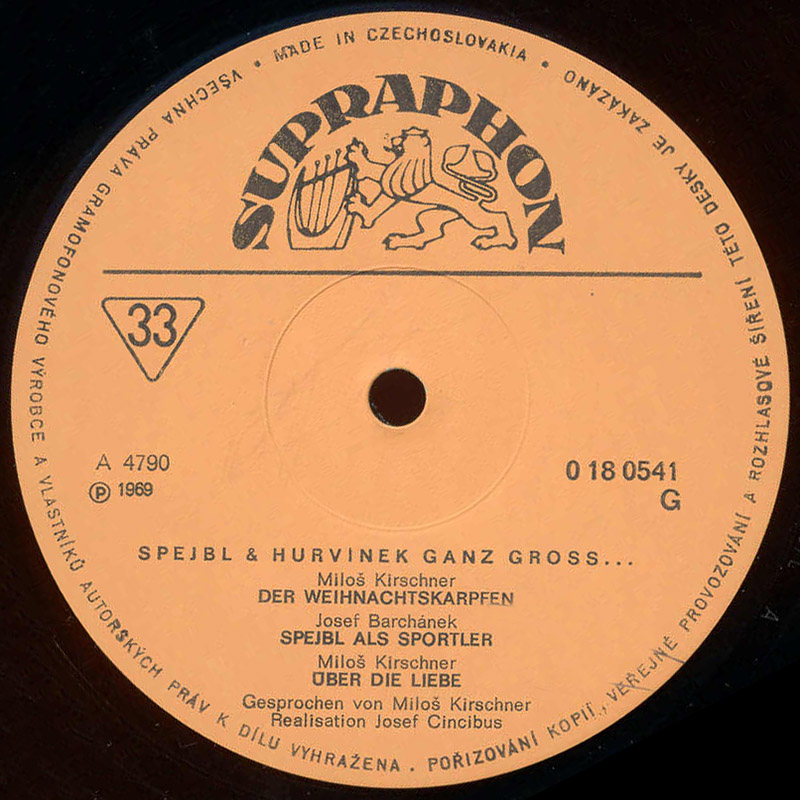 • MADE IN CZECHOSLOVAKIA •
VŠECHNA PRÁVA GRAMOFONOVÉHO VÝROBCE A VLASTNÍKŮ AUTORSKÝCH PRÁV K DÍLU VYHRAŽENA . POŘIZOVÁNÍ KOPIÍ, VEŘEJNÉ PROVOZOVÁNÍ A ROZHLASOVÉ ŠÍŘENÍ TÉTO DESKY JE ZAKÁZÁNO
SUPRAPHON
33
A 4790
Ⓟ 1969
0 18 0541
G
SPEJBL & HURVINEK GANZ GROSS...
Miloš Kirschner
DER WEIHNACHTSKARPFEN
Josef Barchánek
SPEJBL ALS SPORTLER
Miloš Kirschner
ÜBER DIE LIEBE
Gesprochen von Miloš Kirschner
Realisation Josef Cincibus